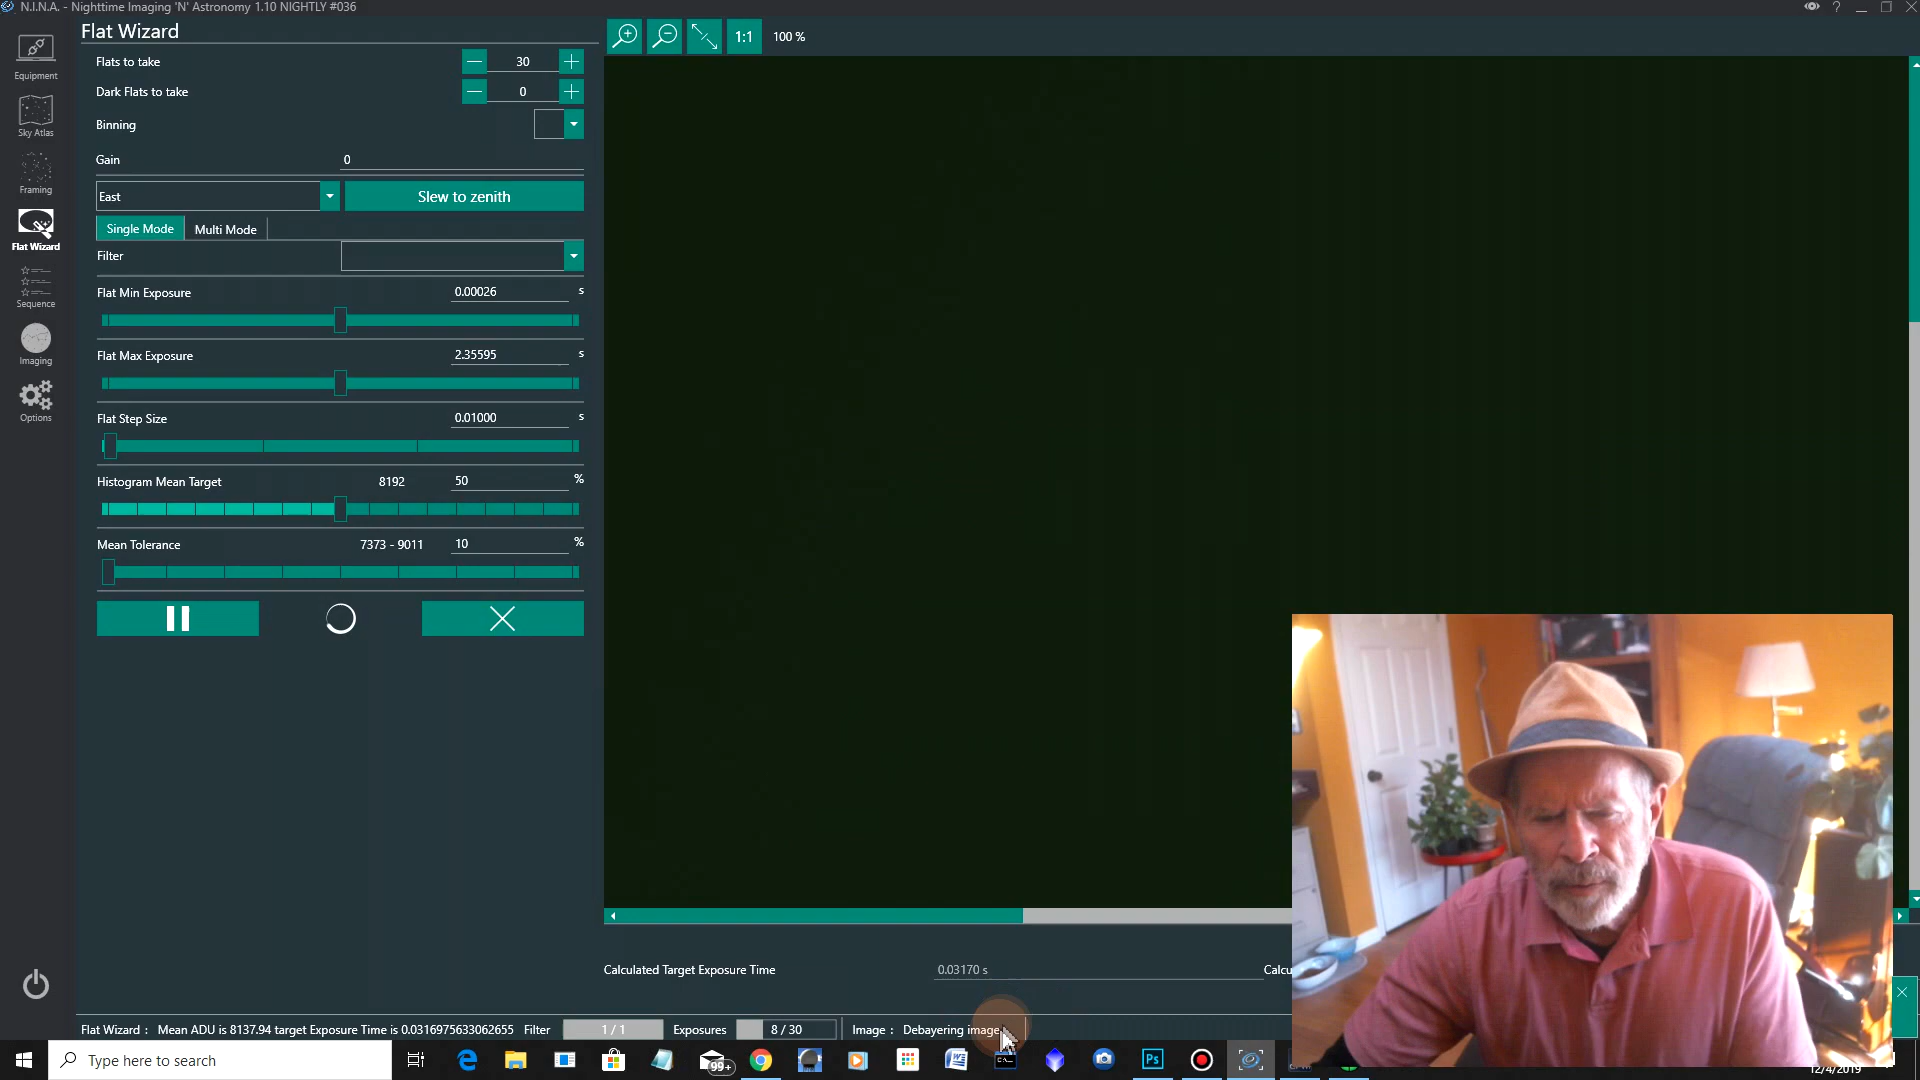 N.I.N.A. - Nighttime Imaging 'N' Astronomy 1.10 NIGHTLY #036
Equipment
Sky Atlas
Framing
Flat Wizard
Sequence
Imaging
Options
Flat Wizard
Flats to take 30
Dark Flats to take 0
Binning
Gain 0
East Slew to zenith
Single Mode Multi Mode
Filter
Flat Min Exposure 0.00026 s
Flat Max Exposure 2.35595 s
Flat Step Size 0.01000 s
Histogram Mean Target 8192 50 %
Mean Tolerance 7373 - 9011 10 %
1:1 100 %
Calculated Target Exposure Time 0.03170 s
Flat Wizard : Mean ADU is 8137.94 target Exposure Time is 0.0316975633062655 Filter 1 / 1 Exposures 8 / 30 Image : Debayering image
Type here to search
99+
Ps
12/4/2019